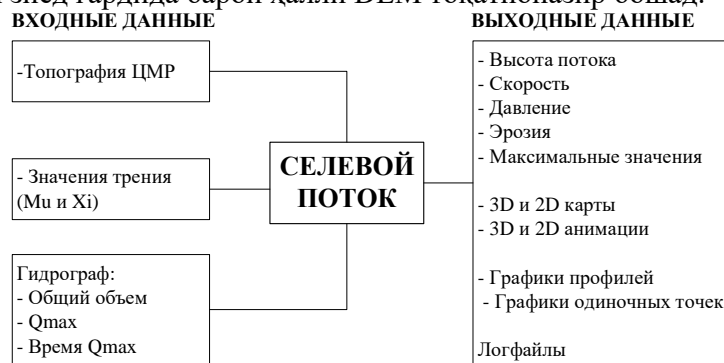 ВХОДНЫЕ ДАННЫЕ
-Топография ЦМР
- Значения трения
(Mu и Xi)
Гидрограф:
- Общий объем
- Qmax
- Время Qmax
СЕЛЕВОЙ
ПОТОК
ВЫХОДНЫЕ ДАННЫЕ
- Высота потока
- Скорость
- Давление
- Эрозия
- Максимальные значения
- 3D и 2D карты
- 3D и 2D анимации
- Графики профилей
- Графики одиночных точек
Логфайлы